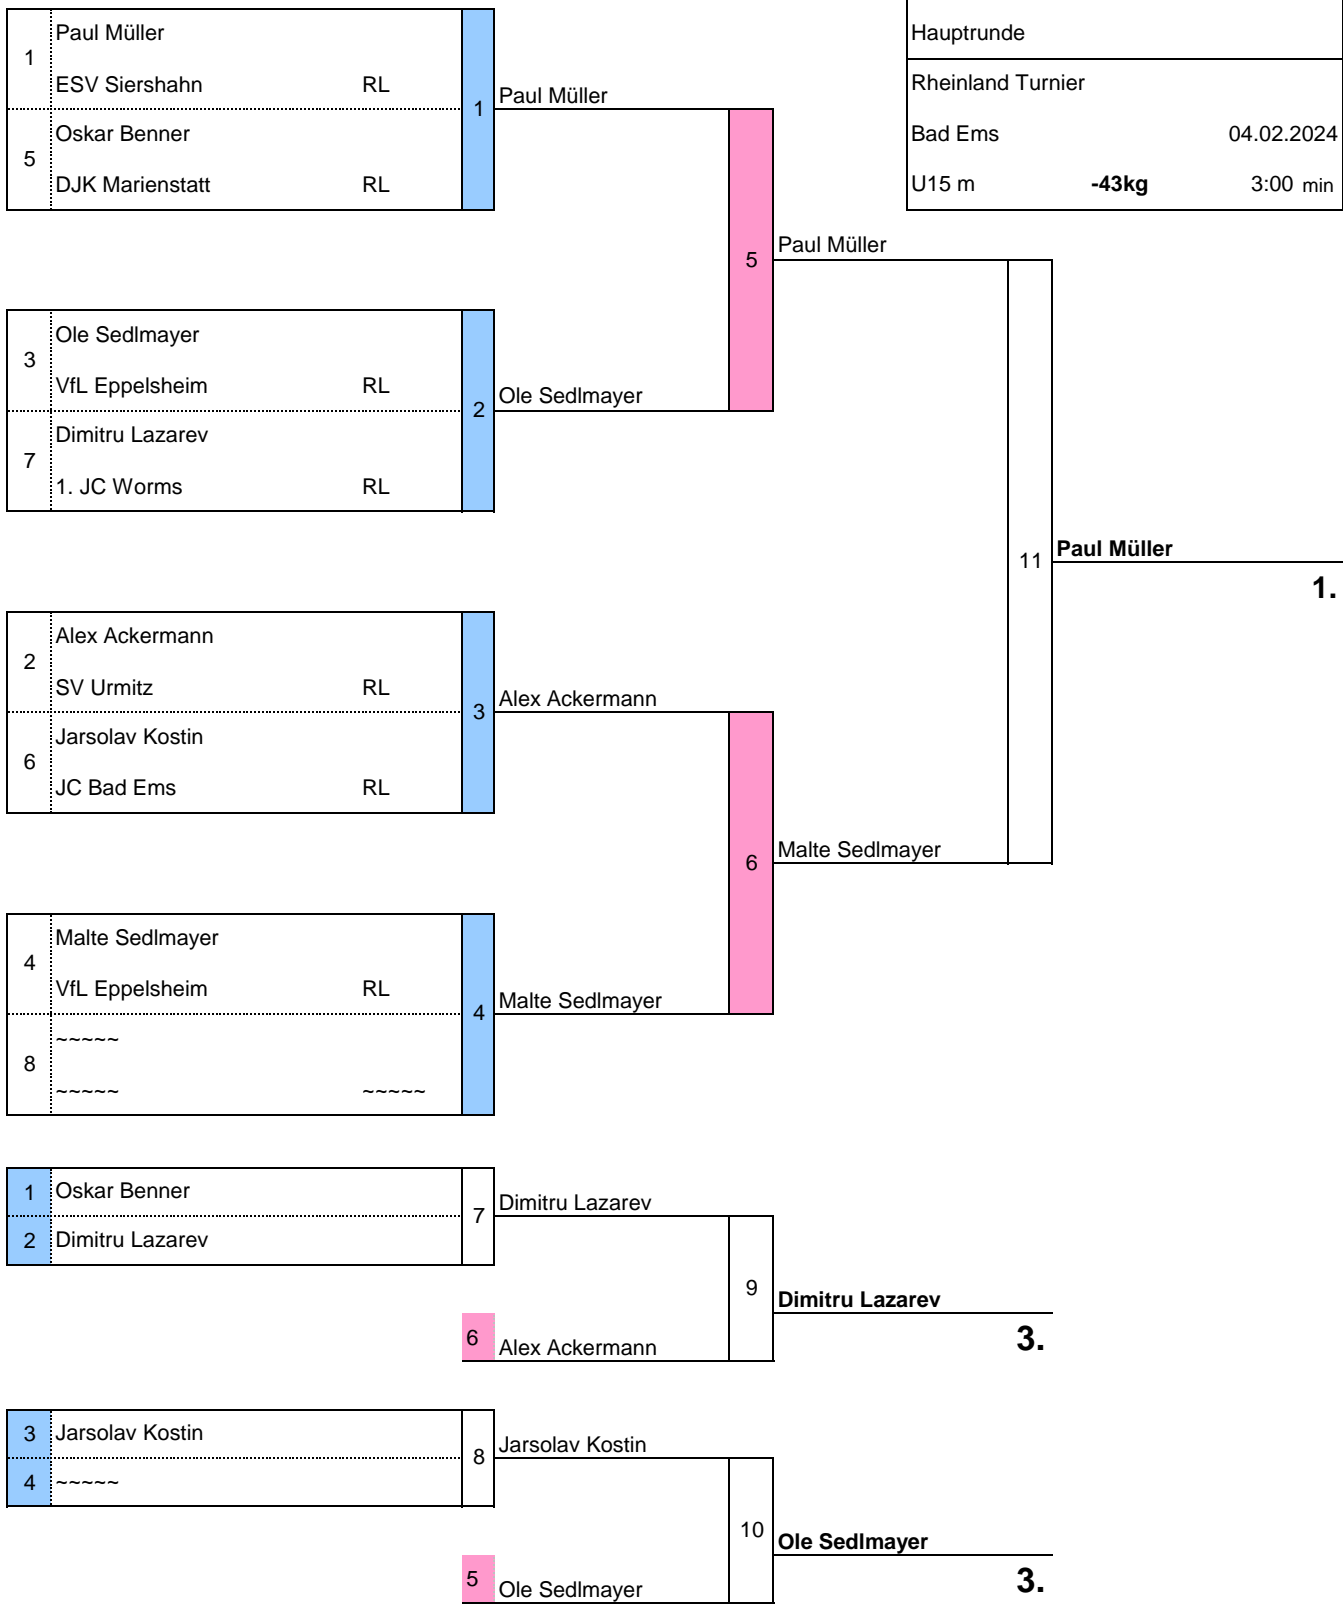 Hauptrunde
Rheinland Turnier
Bad Ems 04.02.2024
U15 m -43kg 3:00 min
1 Paul Müller
ESV Siershahn RL
5 Oskar Benner
DJK Marienstatt RL
1 Paul Müller
3 Ole Sedlmayer
VfL Eppelsheim RL
7 Dimitru Lazarev
1. JC Worms RL
2 Ole Sedlmayer
5 Paul Müller
2 Alex Ackermann
SV Urmitz RL
6 Jarsolav Kostin
JC Bad Ems RL
3 Alex Ackermann
4 Malte Sedlmayer
VfL Eppelsheim RL
8 ~~~~~
~~~~~ ~~~~~
4 Malte Sedlmayer
6 Malte Sedlmayer
11 Paul Müller
1.
1 Oskar Benner
2 Dimitru Lazarev
7 Dimitru Lazarev
6 Alex Ackermann
9 Dimitru Lazarev
3.
3 Jarsolav Kostin
4 ~~~~~
8 Jarsolav Kostin
5 Ole Sedlmayer
10 Ole Sedlmayer
3.